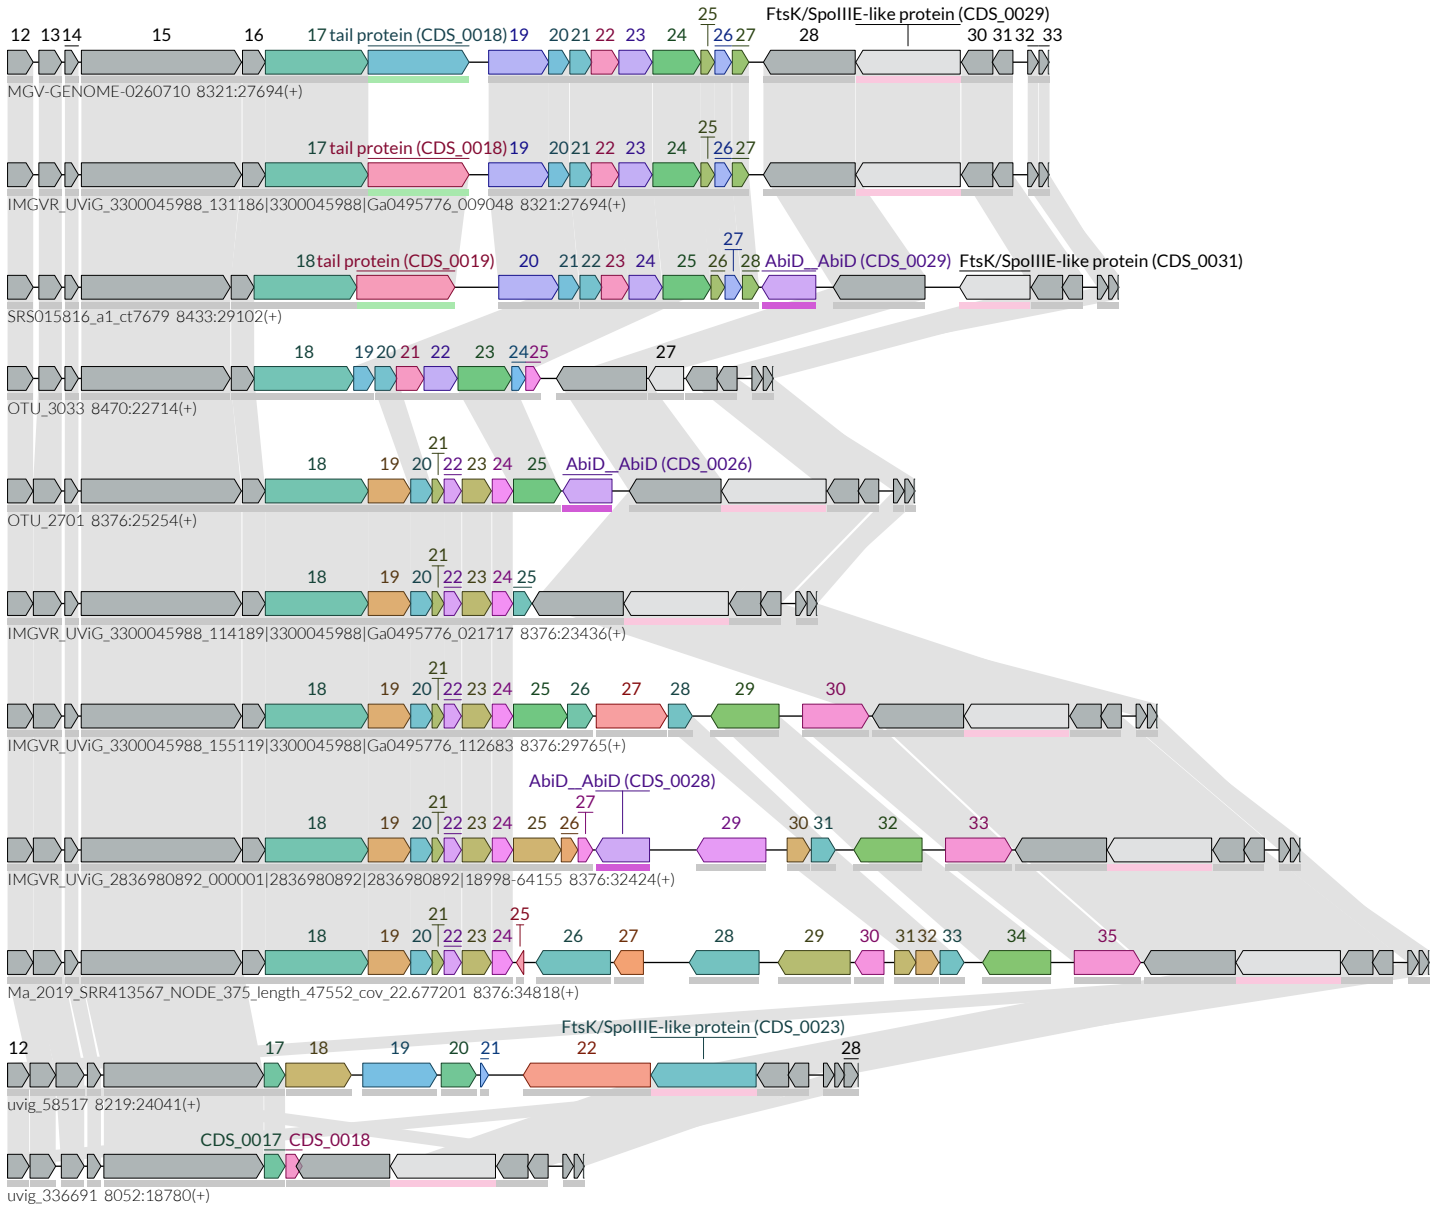 25 FtsK/SpoIIIE-like protein (CDS_0029)
12 13 14 15 16 17 tail protein (CDS_0018) 19 20 21 22 23 24 26 27 28 30 31 32 33
MGV-GENOME-0260710 8321:27694(+)
25
17 tail protein (CDS_0018) 19 20 21 22 23 24 26 27
IMGVR_UViG_3300045988_131186|3300045988|Ga0495776_009048 8321:27694(+)
27
18 tail protein (CDS_0019) 20 21 22 23 24 25 26 28 AbiD__AbiD (CDS_0029) FtsK/SpoIIIE-like protein (CDS_0031)
SRS015816_a1_ct7679 8433:29102(+)
18 19 20 21 22 23 24 25 27
OTU_3033 8470:22714(+)
21
18 19 20 22 23 24 25 AbiD__AbiD (CDS_0026)
OTU_2701 8376:25254(+)
21
18 19 20 22 23 24 25
IMGVR_UViG_3300045988_114189|3300045988|Ga0495776_021717 8376:23436(+)
21
18 19 20 22 23 24 25 26 27 28 29 30
IMGVR_UViG_3300045988_155119|3300045988|Ga0495776_112683 8376:29765(+)
AbiD__AbiD (CDS_0028)
21 27
18 19 20 22 23 24 25 26 29 30 31 32 33
IMGVR_UViG_2836980892_000001|2836980892|2836980892|18998-64155 8376:32424(+)
21 25
18 19 20 22 23 24 26 27 28 29 30 31 32 33 34 35
Ma_2019_SRR413567_NODE_375_length_47552_cov_22.677201 8376:34818(+)
FtsK/SpoIIIE-like protein (CDS_0023)
12 17 18 19 20 21 22 28
uvig_58517 8219:24041(+)
CDS_0017 CDS_0018
uvig_336691 8052:18780(+)